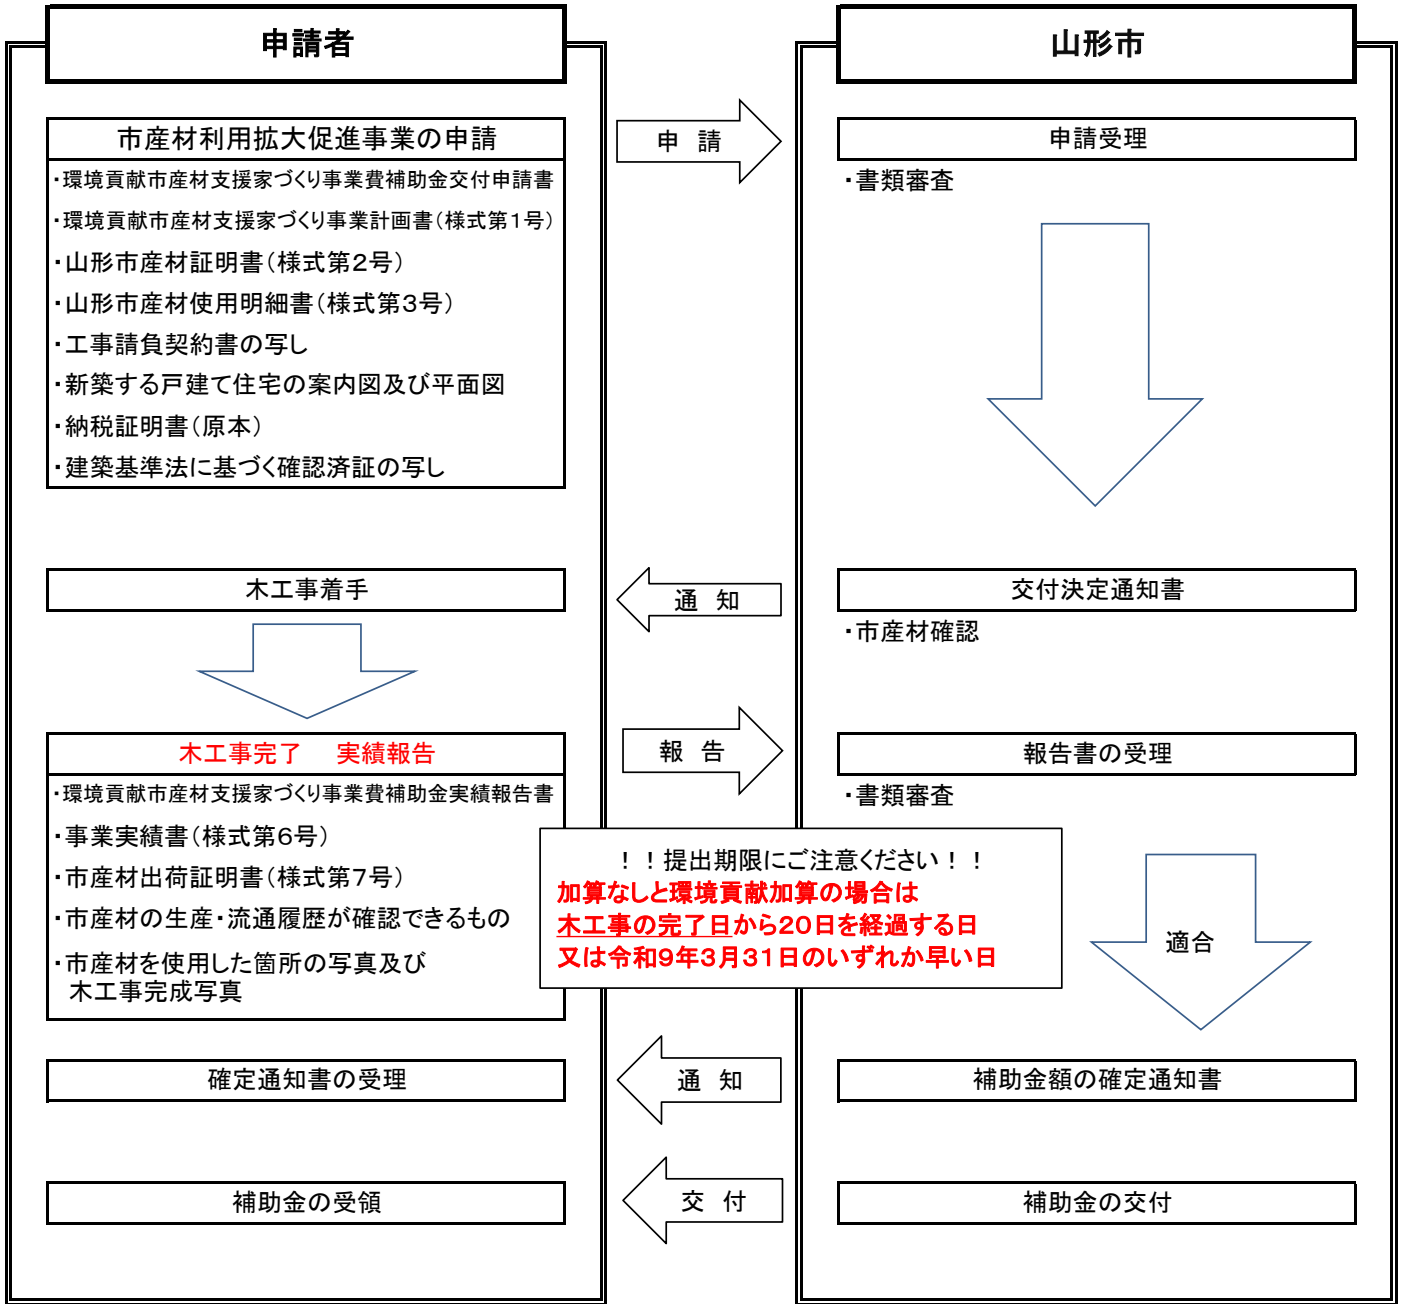 申請者
山形市
市産材利用拡大促進事業の申請
・環境貢献市産材支援家づくり事業費補助金交付申請書
・環境貢献市産材支援家づくり事業計画書（様式第１号）
・山形市産材証明書（様式第２号）
・山形市産材使用明細書（様式第３号）
・工事請負契約書の写し
・新築する戸建て住宅の案内図及び平面図
・納税証明書（原本）
・建築基準法に基づく確認済証の写し
申 請
申請受理
・書類審査
木工事着手
通 知
交付決定通知書
・市産材確認
木工事完了　実績報告
・環境貢献市産材支援家づくり事業費補助金実績報告書
・事業実績書（様式第６号）
・市産材出荷証明書（様式第７号）
・市産材の生産・流通履歴が確認できるもの
・市産材を使用した箇所の写真及び
木工事完成写真
報 告
報告書の受理
・書類審査
！！提出期限にご注意ください！！
加算なしと環境貢献加算の場合は
木工事の完了日から２０日を経過する日
又は令和９年３月３１日のいずれか早い日
適合
確定通知書の受理
通 知
補助金額の確定通知書
補助金の受領
交 付
補助金の交付